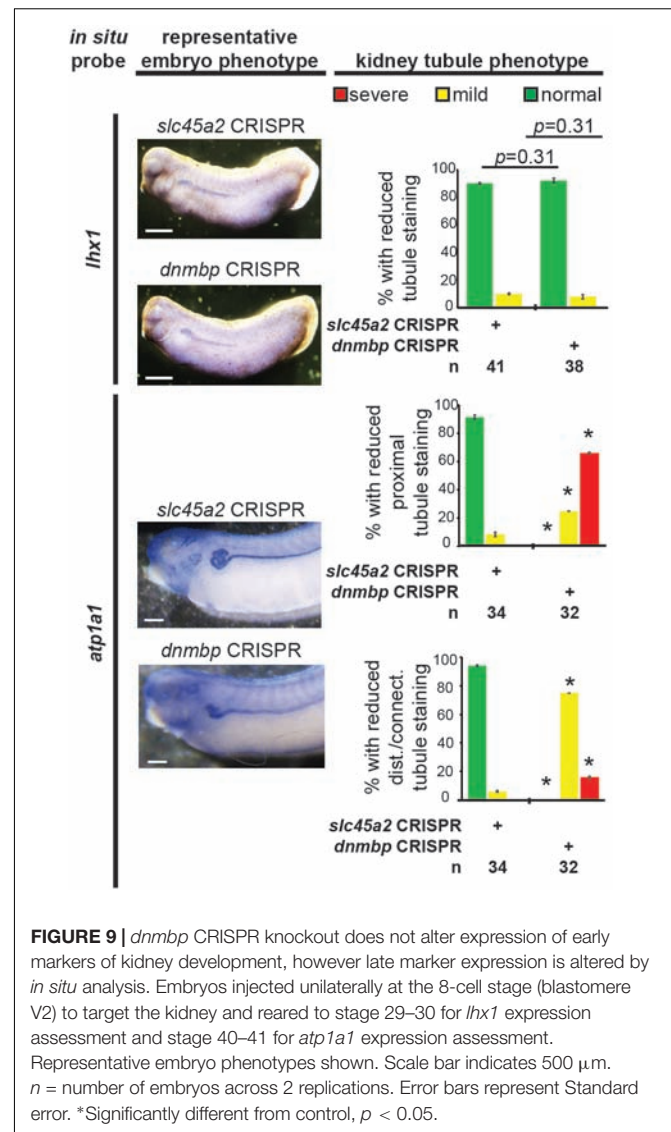 in situ probe
representative embryo phenotype
kidney tubule phenotype
severe mild normal
lhx1
slc45a2 CRISPR
dnmbp CRISPR
p=0.31
p=0.31
% with reduced tubule staining
100
80
60
40
20
0
slc45a2 CRISPR +
dnmbp CRISPR +
n 41 38
atp1a1
slc45a2 CRISPR
dnmbp CRISPR
% with reduced proximal tubule staining
100
80
60
40
20
0
* * *
slc45a2 CRISPR +
dnmbp CRISPR +
n 34 32
% with reduced dist./connect. tubule staining
100
80
60
40
20
0
* * *
slc45a2 CRISPR +
dnmbp CRISPR +
n 34 32
FIGURE 9 | dnmbp CRISPR knockout does not alter expression of early
markers of kidney development, however late marker expression is altered by
in situ analysis. Embryos injected unilaterally at the 8-cell stage (blastomere
V2) to target the kidney and reared to stage 29–30 for lhx1 expression
assessment and stage 40–41 for atp1a1 expression assessment.
Representative embryo phenotypes shown. Scale bar indicates 500 μm.
n = number of embryos across 2 replications. Error bars represent Standard
error. *Significantly different from control, p < 0.05.